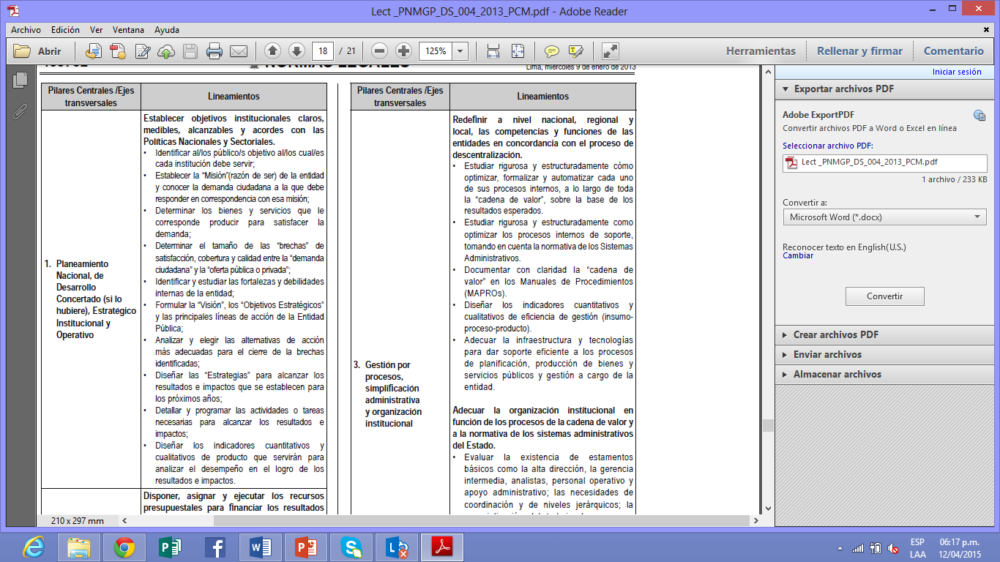 Lect _PNMGP_DS_004_2013_PCM.pdf - Adobe Reader
Archivo Edición Ver Ventana Ayuda
Abrir 18 / 21 125% Herramientas Rellenar y firmar Comentario
NORMAS LEGALES
Lima, miércoles 9 de enero de 2013
Pilares Centrales /Ejes
transversales
Lineamientos
1. Planeamiento
Nacional, de
Desarrollo
Concertado (si lo
hubiere), Estratégico
Institucional y
Operativo
Establecer objetivos institucionales claros,
medibles, alcanzables y acordes con las
Políticas Nacionales y Sectoriales.
• Identificar al/los público/s objetivo al/los cual/es
cada institución debe servir;
• Establecer la “Misión”(razón de ser) de la entidad
y conocer la demanda ciudadana a la que debe
responder en correspondencia con esa misión;
• Determinar los bienes y servicios que le
corresponde producir para satisfacer la
demanda;
• Determinar el tamaño de las “brechas” de
satisfacción, cobertura y calidad entre la “demanda
ciudadana” y la “oferta pública o privada”;
• Identificar y estudiar las fortalezas y debilidades
internas de la entidad;
• Formular la “Visión”, los “Objetivos Estratégicos”
y las principales líneas de acción de la Entidad
Pública;
• Analizar y elegir las alternativas de acción
más adecuadas para el cierre de la brechas
identificadas;
• Diseñar las “Estrategias” para alcanzar los
resultados e impactos que se establecen para
los próximos años;
• Detallar y programar las actividades o tareas
necesarias para alcanzar los resultados e
impactos;
• Diseñar los indicadores cuantitativos y
cualitativos de producto que servirán para
analizar el desempeño en el logro de los
resultados e impactos.
Disponer, asignar y ejecutar los recursos
presupuestales para financiar los resultados
Pilares Centrales /Ejes
transversales
Lineamientos
3. Gestión por
procesos,
simplificación
administrativa
y organización
institucional
Redefinir a nivel nacional, regional y
local, las competencias y funciones de las
entidades en concordancia con el proceso de
descentralización.
• Estudiar rigurosa y estructuradamente cómo
optimizar, formalizar y automatizar cada uno
de sus procesos internos, a lo largo de toda
la “cadena de valor”, sobre la base de los
resultados esperados.
• Estudiar rigurosa y estructuradamente como
optimizar los procesos internos de soporte,
tomando en cuenta la normativa de los Sistemas
Administrativos.
• Documentar con claridad la “cadena de
valor” en los Manuales de Procedimientos
(MAPROs).
• Diseñar los indicadores cuantitativos y
cualitativos de eficiencia de gestión (insumo-
proceso-producto).
• Adecuar la infraestructura y tecnologías
para dar soporte eficiente a los procesos
de planificación, producción de bienes y
servicios públicos y gestión a cargo de la
entidad.
Adecuar la organización institucional en
función de los procesos de la cadena de valor y
a la normativa de los sistemas administrativos
del Estado.
• Evaluar la existencia de estamentos
básicos como la alta dirección, la gerencia
intermedia, analistas, personal operativo y
apoyo administrativo; las necesidades de
coordinación y de niveles jerárquicos; la
210 x 297 mm
Iniciar sesión
Exportar archivos PDF
Adobe ExportPDF
Convertir archivos PDF a Word o Excel en línea
Seleccionar archivo PDF:
Lect _PNMGP_DS_004_2013_PCM.pdf
1 archivo / 233 KB
Convertir a:
Microsoft Word (*.docx)
Reconocer texto en English(U.S.)
Cambiar
Convertir
Crear archivos PDF
Enviar archivos
Almacenar archivos
ESP
LAA
06:17 p.m.
12/04/2015